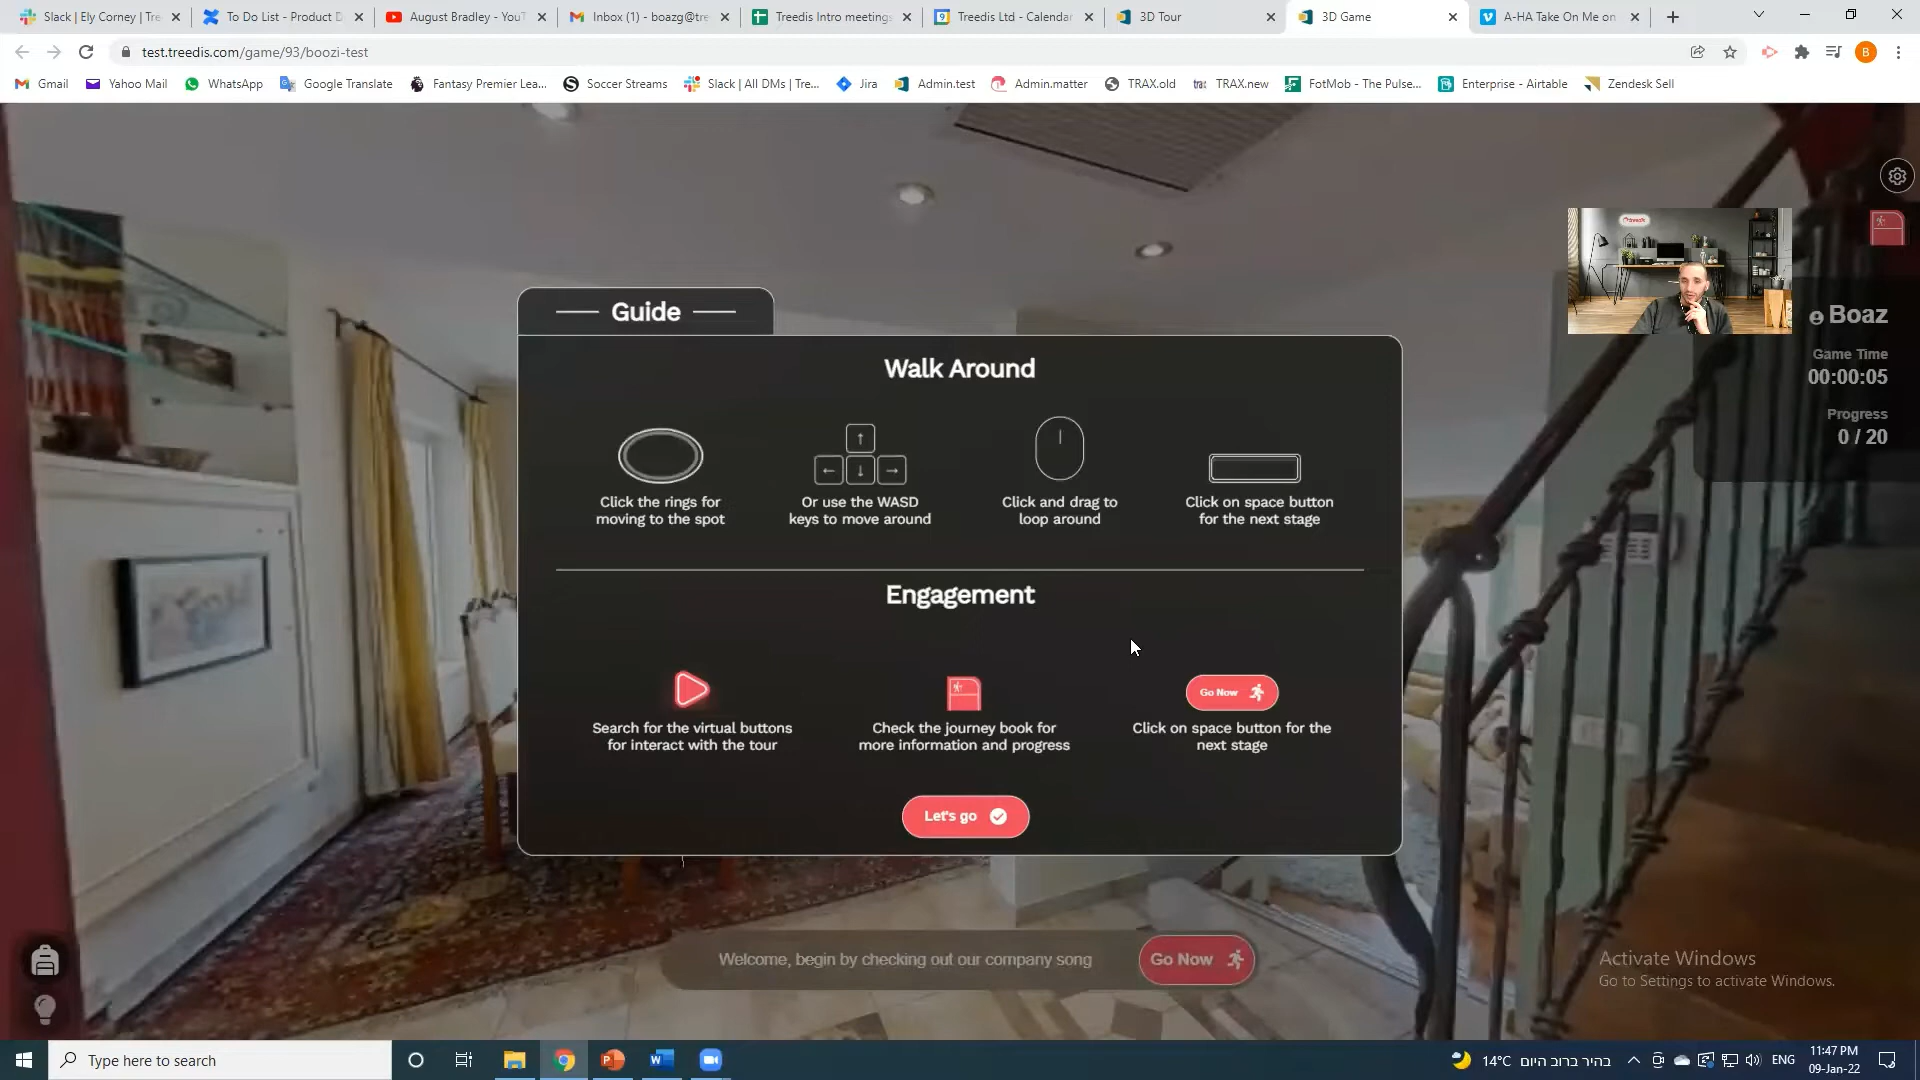 Slack | Ely Corney | Tre
To Do List - Product D
August Bradley - YouT
Inbox (1) - boazg@tre
Treedis Intro meeting
Treedis Ltd - Calenda
3D Tour
3D Game
A-HA Take On Me on
test.treedis.com/game/93/boozi-test
B
Gmail
Yahoo Mail
WhatsApp
Google Translate
Fantasy Premier Lea...
Soccer Streams
Slack | All DMs | Tre...
Jira
Admin.test
Admin.matter
TRAX.old
TRAX.new
FotMob - The Pulse...
Enterprise - Airtable
Zendesk Sell
Guide
Walk Around
Click the rings for
moving to the spot
Or use the WASD
keys to move around
Click and drag to
loop around
Click on space button
for the next stage
Engagement
Search for the virtual buttons
for interact with the tour
Check the journey book for
more information and progress
Go Now
Click on space button for the
next stage
Let's go
Boaz
Game Time
00:00:05
Progress
0 / 20
Welcome, begin by checking out our company song
Go Now
Activate Windows
Go to Settings to activate Windows.
Type here to search
14°C בהיר ברוב היום
ENG
11:47 PM
09-Jan-22